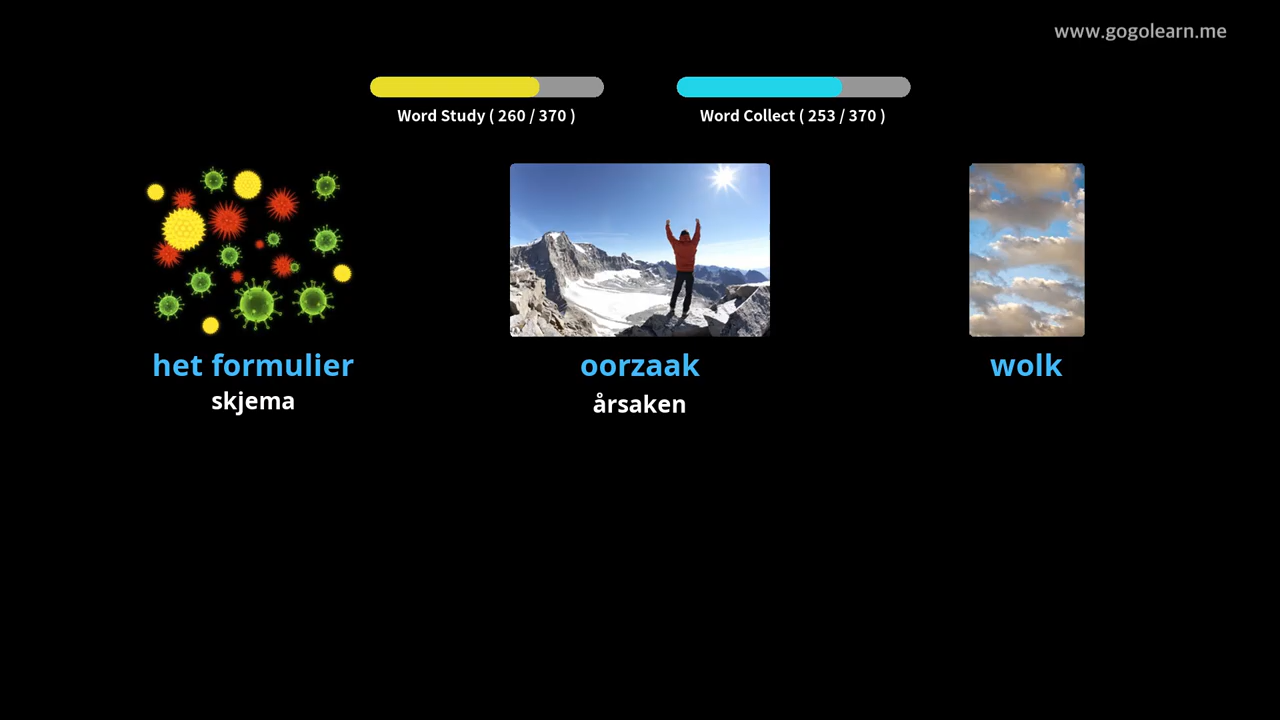 www.gogolearn.me
Word Study ( 260 / 370 )
Word Collect ( 253 / 370 )
het formulier
skjema
oorzaak
årsaken
wolk